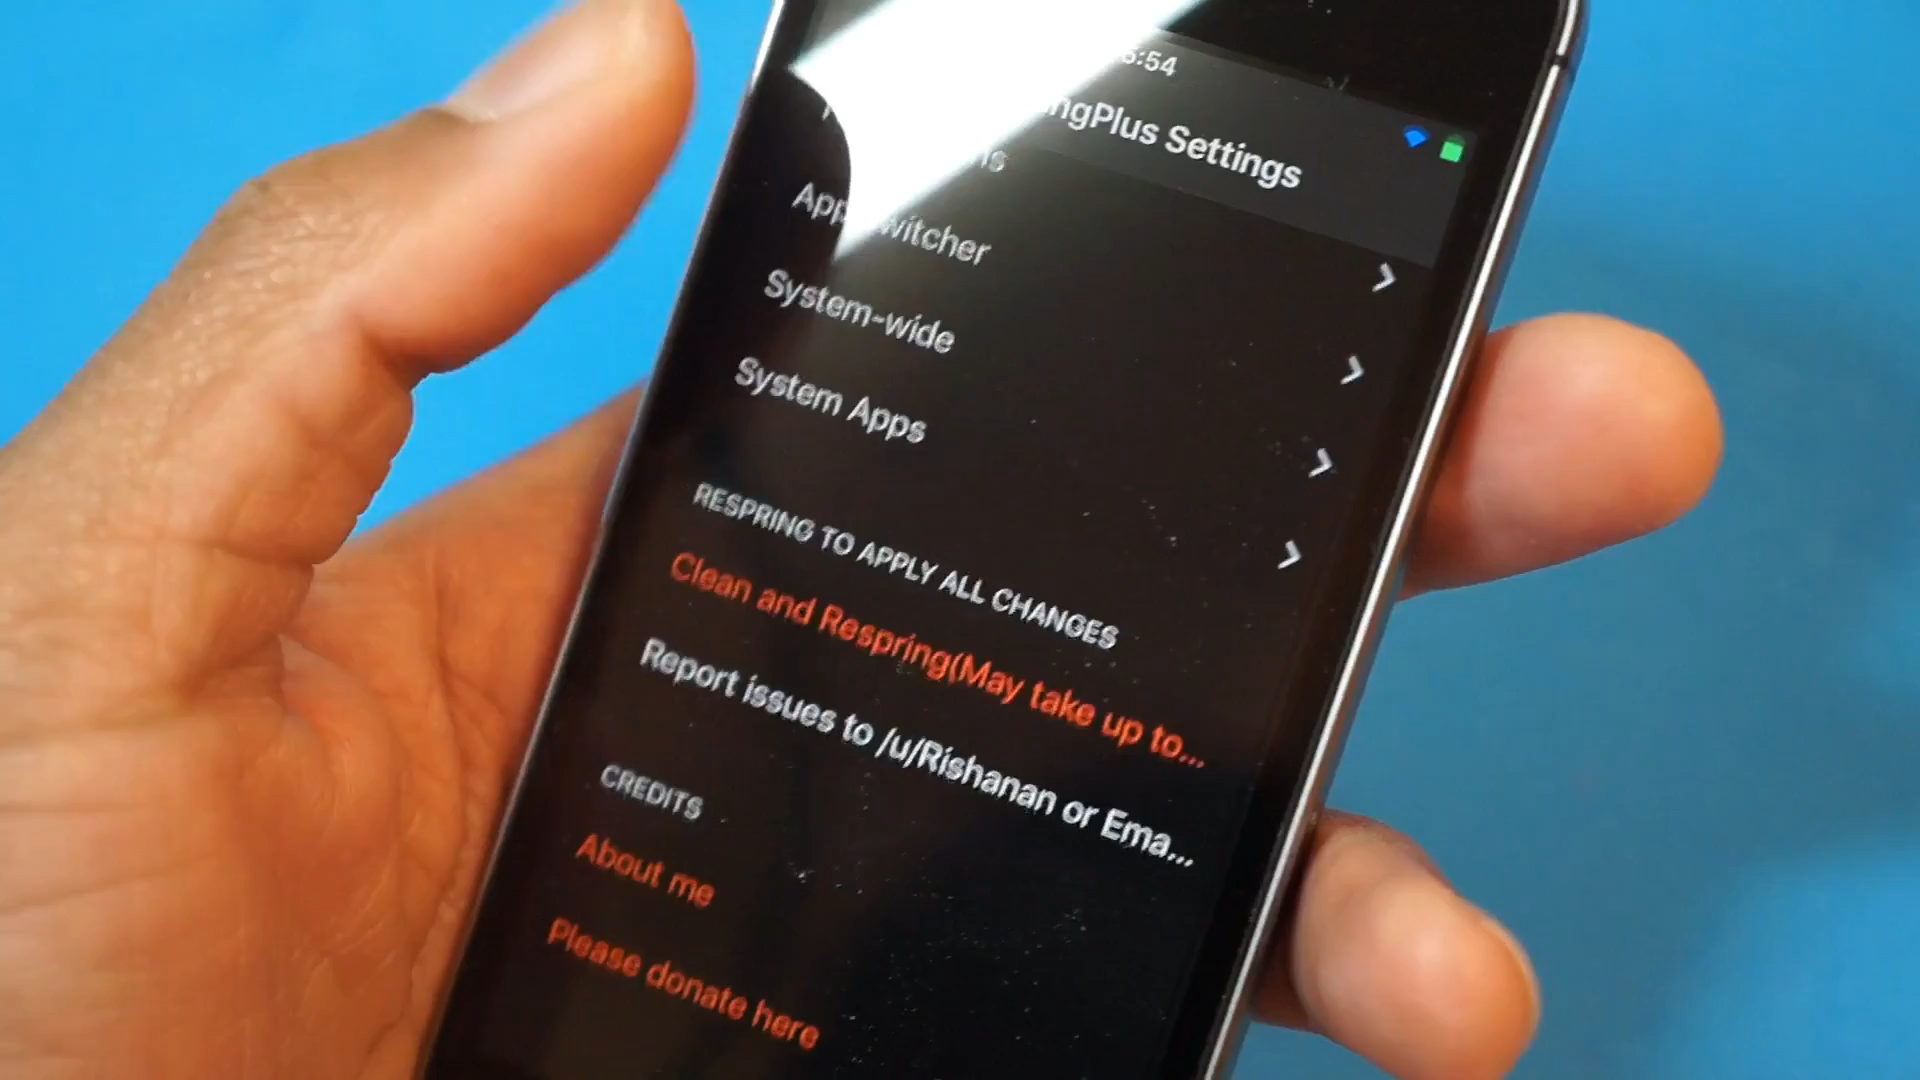 :54
ngPlus Settings
App witcher
System-wide
System Apps
RESPRING TO APPLY ALL CHANGES
Clean and Respring(May take up to...
Report issues to /u/Rishanan or Ema...
CREDITS
About me
Please donate here